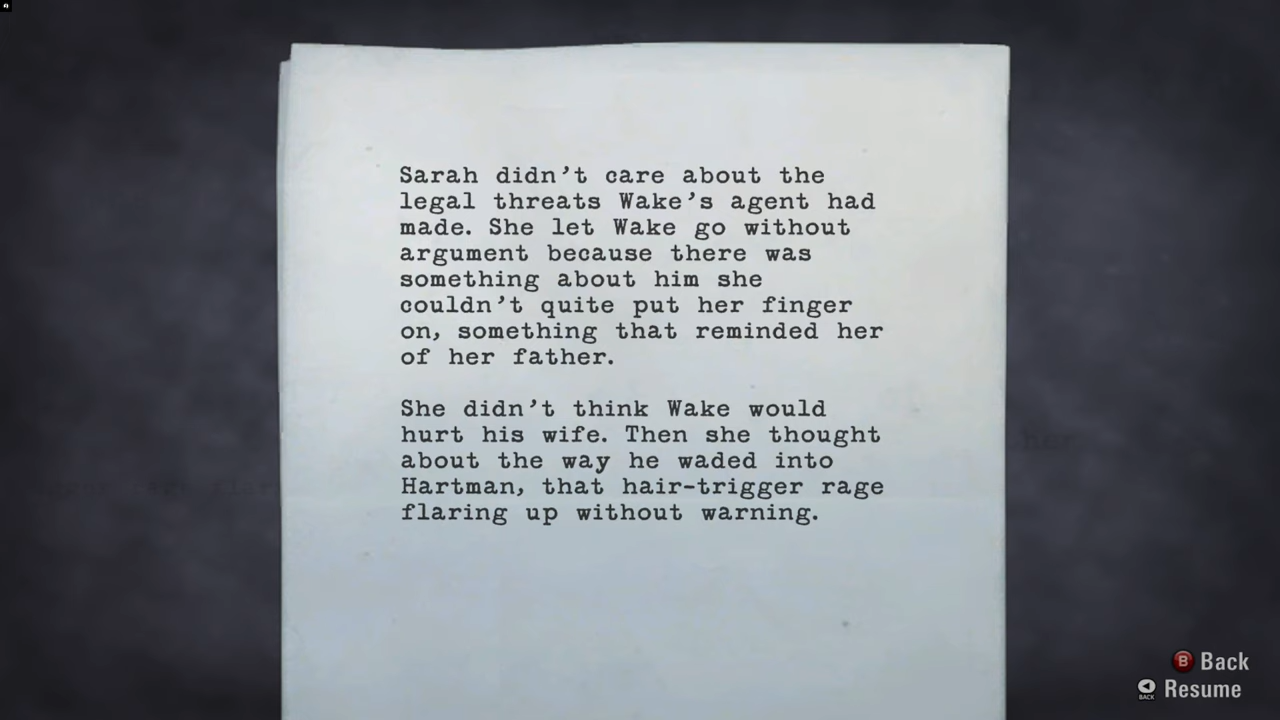 Sarah didn't care about the
legal threats Wake's agent had
made. She let Wake go without
argument because there was
something about him she
couldn't quite put her finger
on, something that reminded her
of her father.
She didn't think Wake would
hurt his wife. Then she thought
about the way he waded into
Hartman, that hair-trigger rage
flaring up without warning.
B Back
BACK Resume